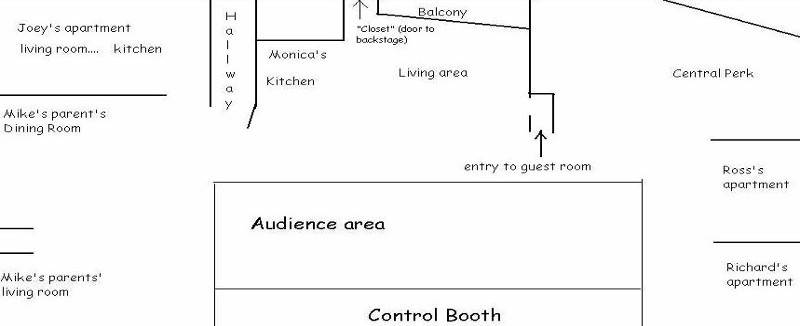 Joey's apartment
living room.... kitchen
Hallway
Monica's
Kitchen
"Closet" (door to
backstage)
Balcony
Living area
Central Perk
Mike's parent's
Dining Room
entry to guest room
Ross's
apartment
Audience area
Mike's parents'
living room
Richard's
apartment
Control Booth